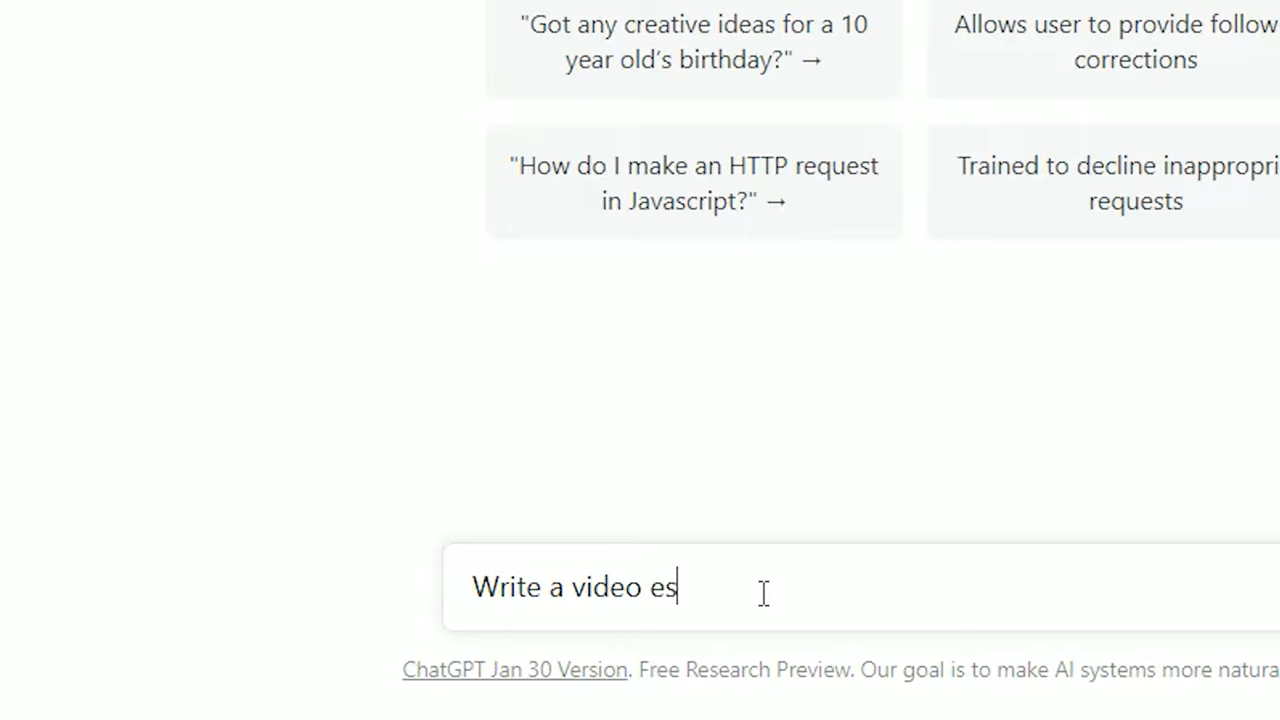 "Got any creative ideas for a 10
year old's birthday?" →
Allows user to provide follow
corrections
"How do I make an HTTP request
in Javascript?" →
Trained to decline inappropri
requests
Write a video es
ChatGPT Jan 30 Version. Free Research Preview. Our goal is to make AI systems more natura